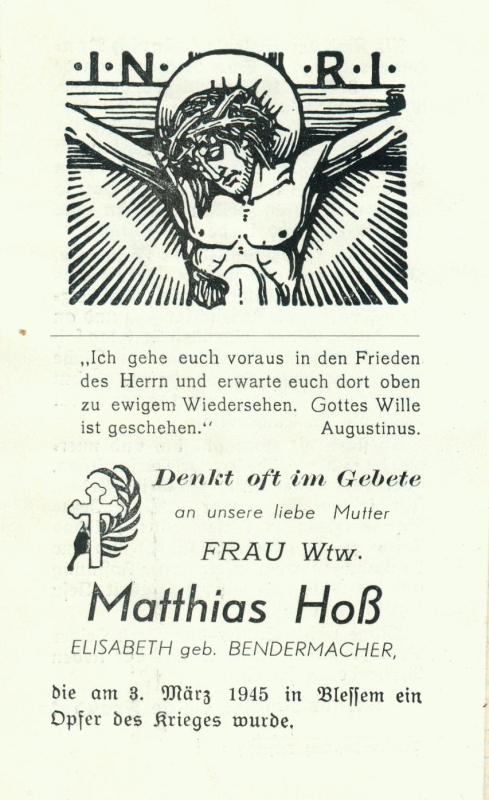 ·I·N· ·R·I·
„Ich gehe euch voraus in den Frieden
des Herrn und erwarte euch dort oben
zu ewigem Wiedersehen. Gottes Wille
ist geschehen.“ Augustinus.
Denkt oft im Gebete
an unsere liebe Mutter
FRAU Wtw.
Matthias Hoß
ELISABETH geb. BENDERMACHER,
die am 3. März 1945 in Blessem ein
Opfer des Krieges wurde.